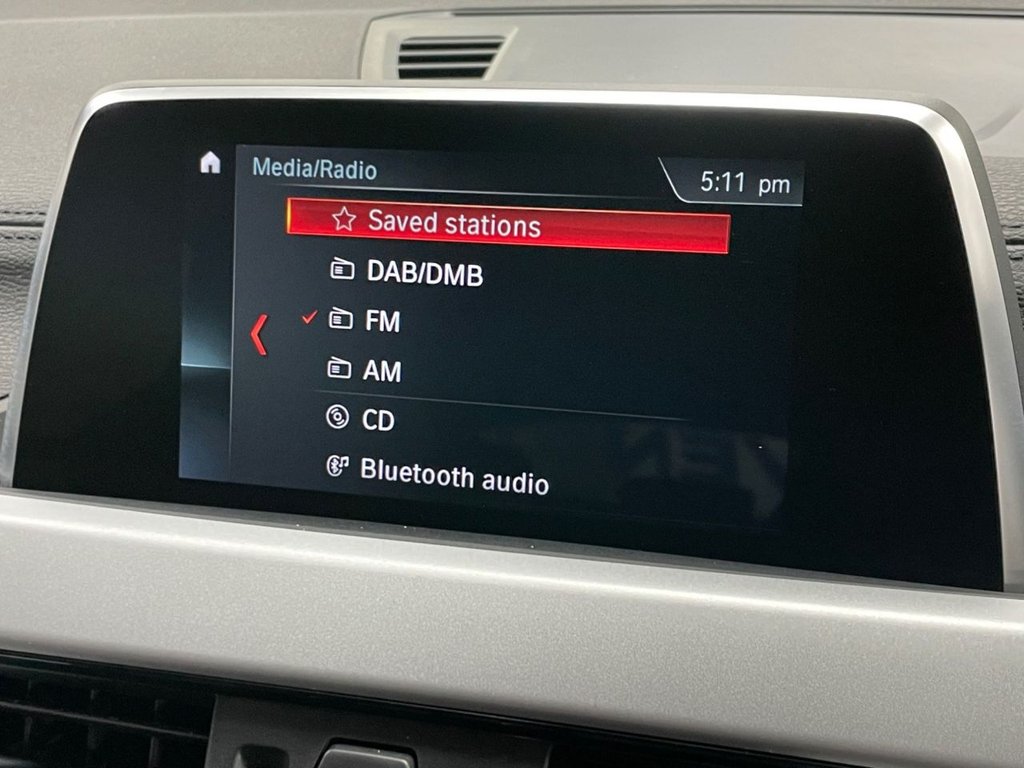 Media/Radio
5:11 pm
Saved stations
DAB/DMB
FM
AM
CD
Bluetooth audio